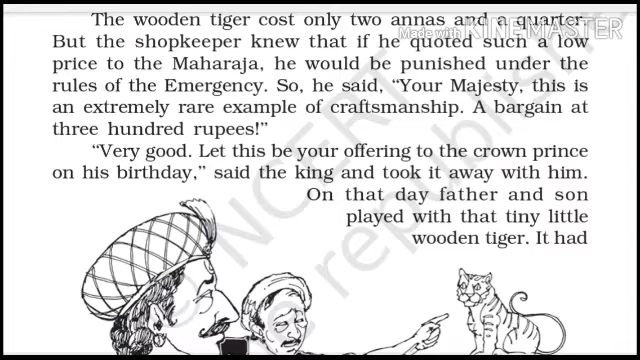 The wooden tiger cost only two annas and a quarter.
Made with KINEMASTER
But the shopkeeper knew that if he quoted such a low
price to the Maharaja, he would be punished under the
rules of the Emergency. So, he said, “Your Majesty, this is
an extremely rare example of craftsmanship. A bargain at
three hundred rupees!”
“Very good. Let this be your offering to the crown prince
on his birthday,” said the king and took it away with him.
On that day father and son
played with that tiny little
wooden tiger. It had
© NCERT
be republished